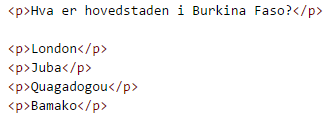 <p>Hva er hovedstaden i Burkina Faso?</p>
<p>London</p>
<p>Juba</p>
<p>Quagadogou</p>
<p>Bamako</p>